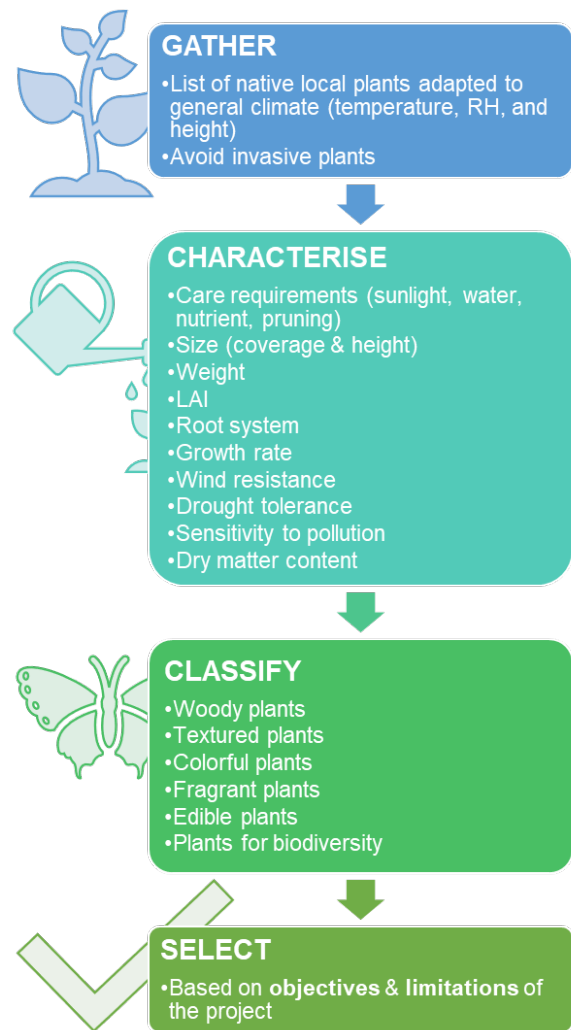 GATHER
•List of native local plants adapted to
general climate (temperature, RH, and
height)
•Avoid invasive plants
CHARACTERISE
•Care requirements (sunlight, water,
nutrient, pruning)
•Size (coverage & height)
•Weight
•LAI
•Root system
•Growth rate
•Wind resistance
•Drought tolerance
•Sensitivity to pollution
•Dry matter content
CLASSIFY
•Woody plants
•Textured plants
•Colorful plants
•Fragrant plants
•Edible plants
•Plants for biodiversity
SELECT
•Based on objectives & limitations of
the project